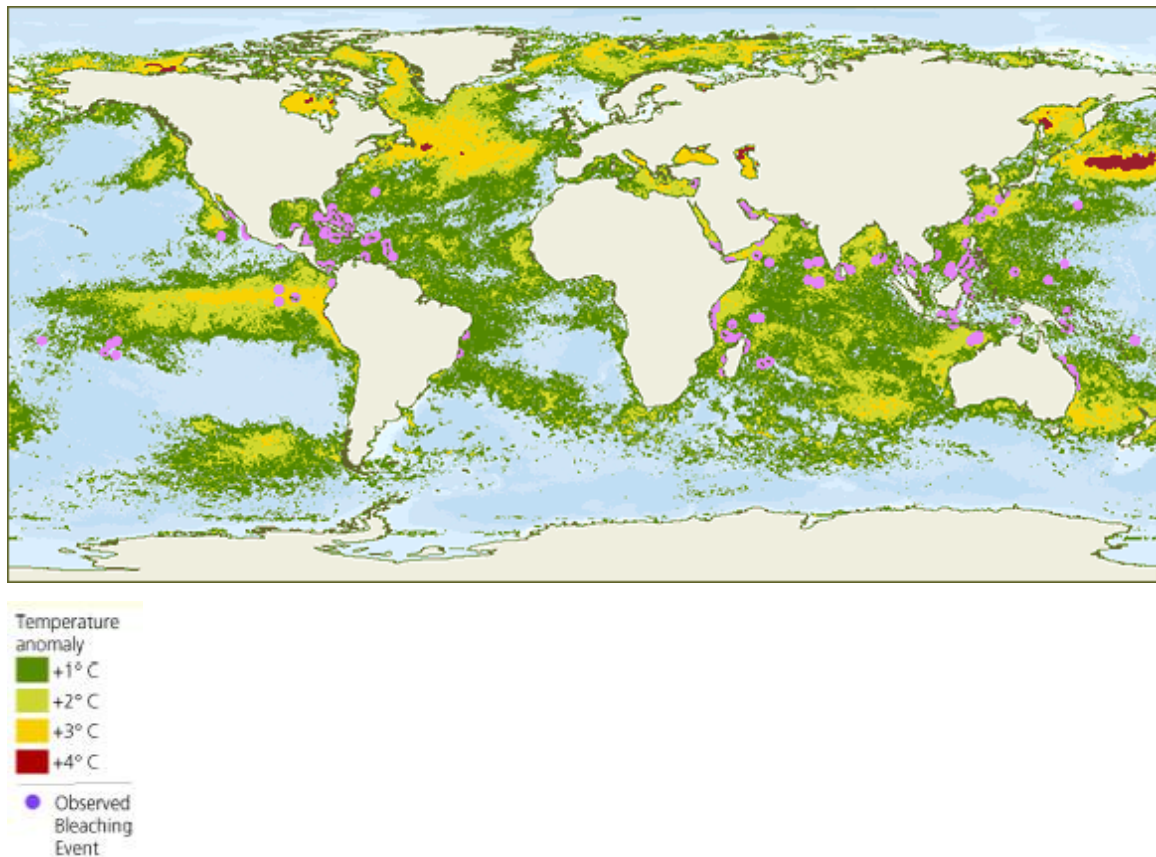 Temperature
anomaly
+1° C
+2° C
+3° C
+4° C
Observed
Bleaching
Event